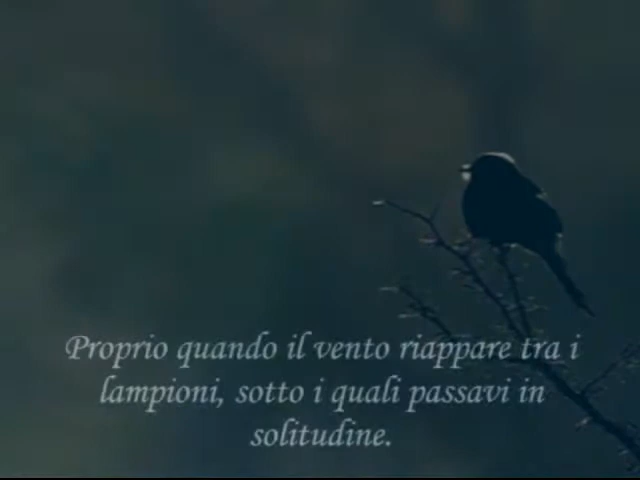 Proprio quando il vento riappare tra i
lampioni, sotto i quali passavi in
solitudine.